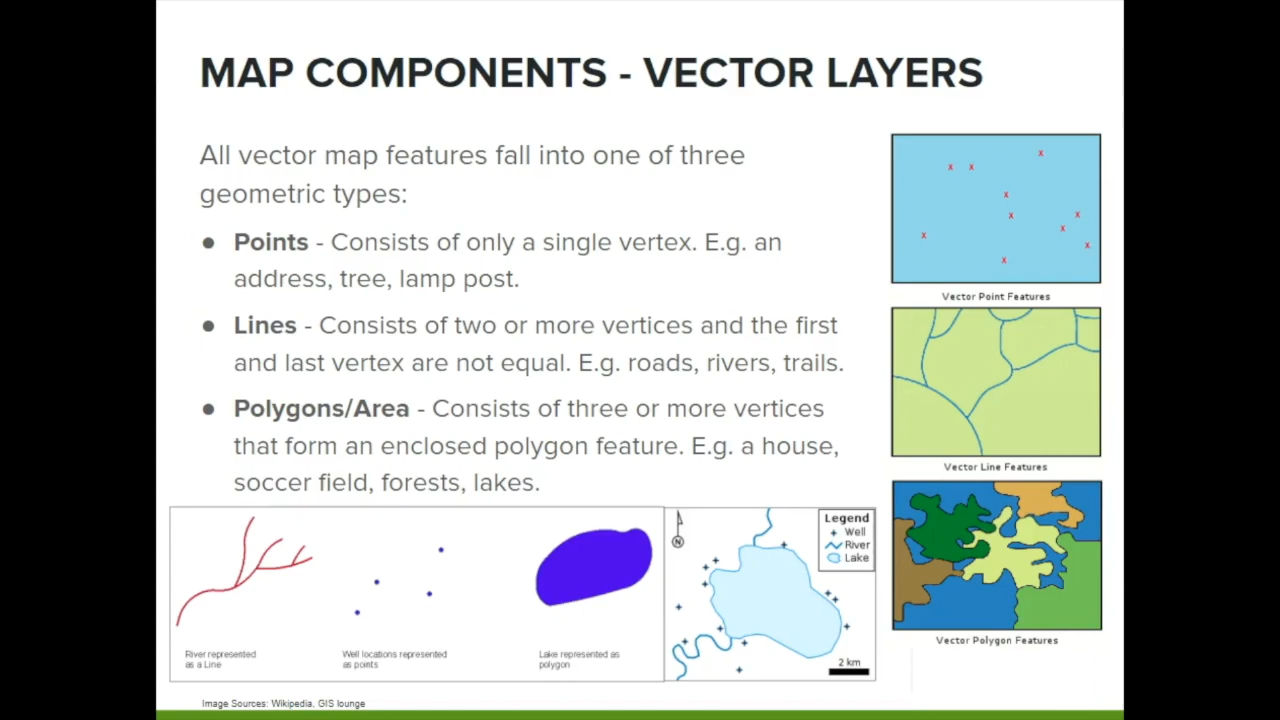 MAP COMPONENTS - VECTOR LAYERS
All vector map features fall into one of three
geometric types:
● Points - Consists of only a single vertex. E.g. an
address, tree, lamp post.
● Lines - Consists of two or more vertices and the first
and last vertex are not equal. E.g. roads, rivers, trails.
● Polygons/Area - Consists of three or more vertices
that form an enclosed polygon feature. E.g. a house,
soccer field, forests, lakes.
Vector Point Features
Vector Line Features
Vector Polygon Features
River represented
as a Line
Well locations represented
as points
Lake represented as
polygon
N
Legend
Well
River
Lake
2 km
Image Sources: Wikipedia, GIS lounge